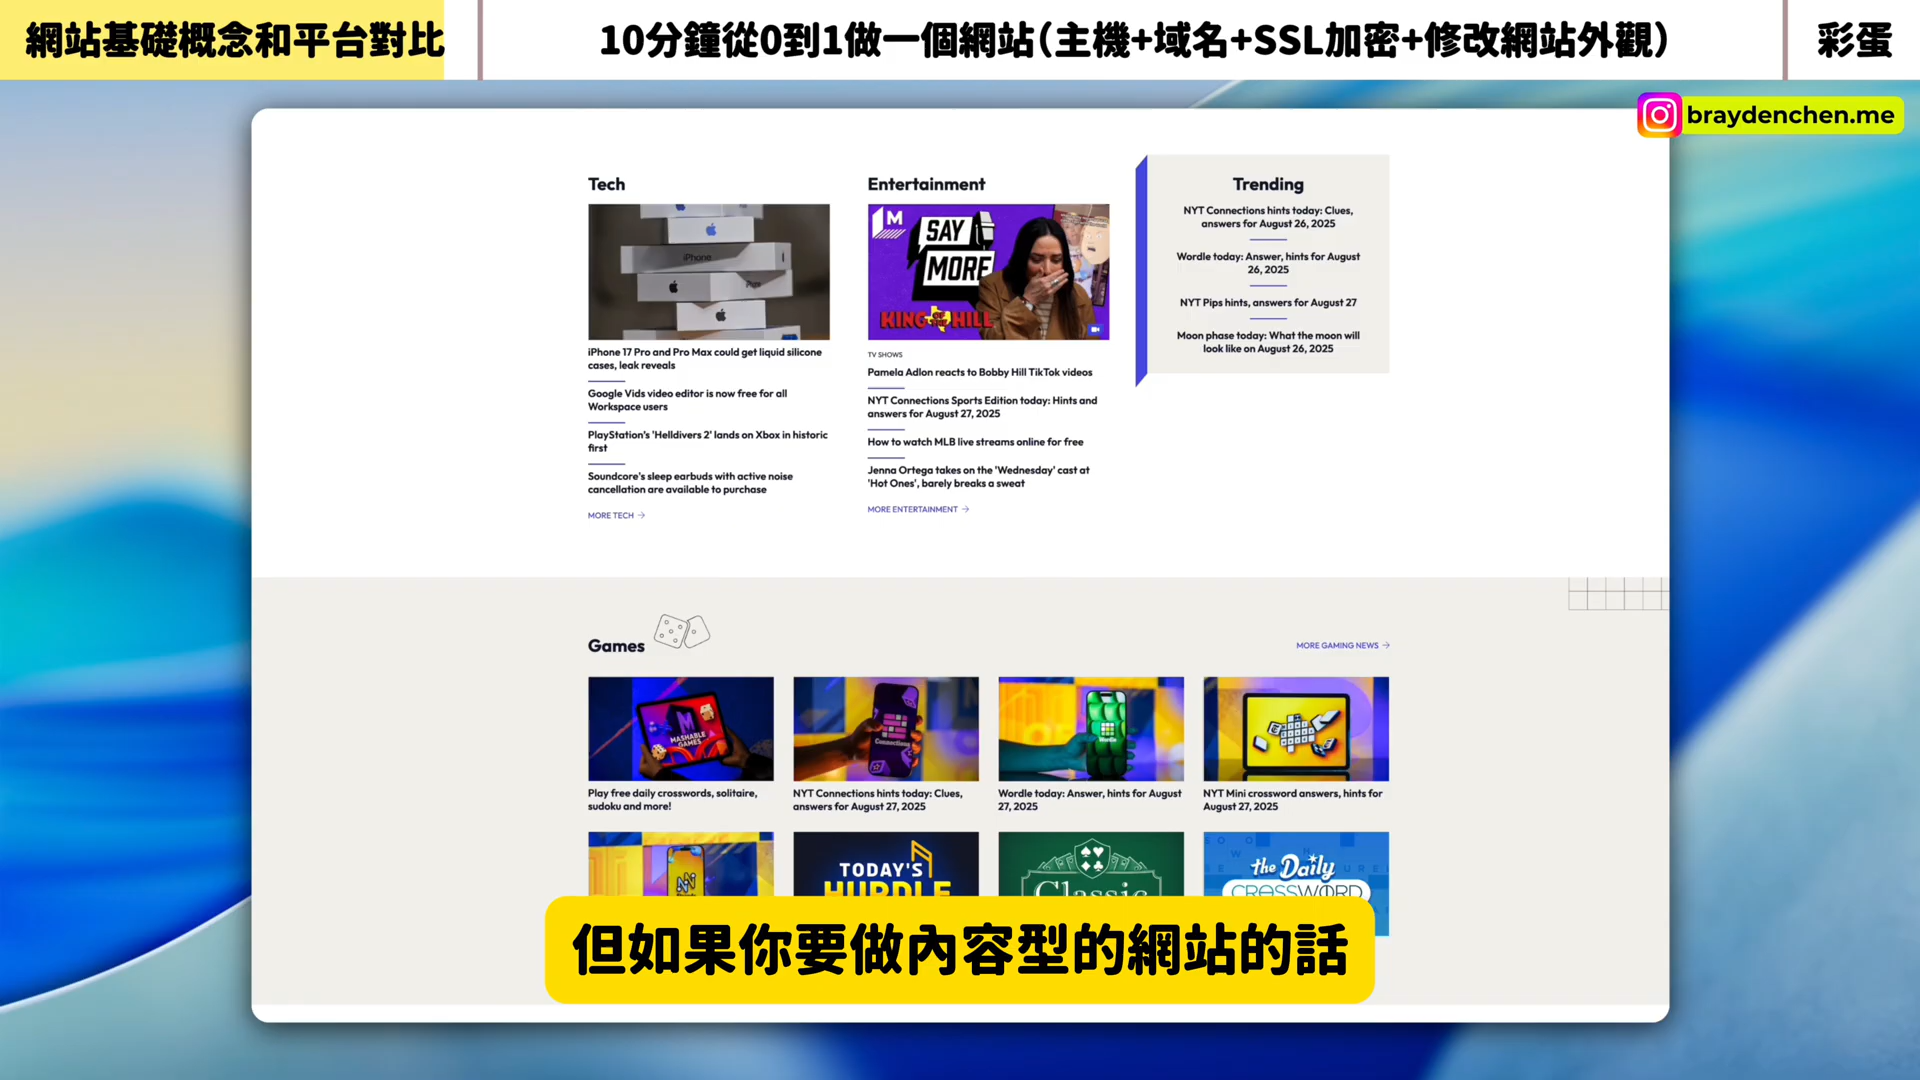 網站基礎概念和平台對比
10分鐘從0到1做一個網站(主機+域名+SSL加密+修改網站外觀)
彩蛋
braydenchen.me
Tech
iPhone
iPhone 17 Pro and Pro Max could get liquid silicone
cases, leak reveals
Google Vids video editor is now free for all
Workspace users
PlayStation's 'Helldivers 2' lands on Xbox in historic
first
Soundcore's sleep earbuds with active noise
cancellation are available to purchase
MORE TECH
Entertainment
M
SAY
MORE
KING OF THE HILL
TV SHOWS
Pamela Adlon reacts to Bobby Hill TikTok videos
NYT Connections Sports Edition today: Hints and
answers for August 27, 2025
How to watch MLB live streams online for free
Jenna Ortega takes on the 'Wednesday' cast at
'Hot Ones', barely breaks a sweat
MORE ENTERTAINMENT
Trending
NYT Connections hints today: Clues,
answers for August 26, 2025
Wordle today: Answer, hints for August
26, 2025
NYT Pips hints, answers for August 27
Moon phase today: What the moon will
look like on August 26, 2025
Games
MORE GAMING NEWS
MASHABLE
GAMES
Connections
Wordle
Play free daily crosswords, solitaire,
sudoku and more!
NYT Connections hints today: Clues,
answers for August 27, 2025
Wordle today: Answer, hints for August
27, 2025
NYT Mini crossword answers, hints for
August 27, 2025
TODAY'S
HURDLE
Classic
the Daily
CROSSWORD
但如果你要做內容型的網站的話